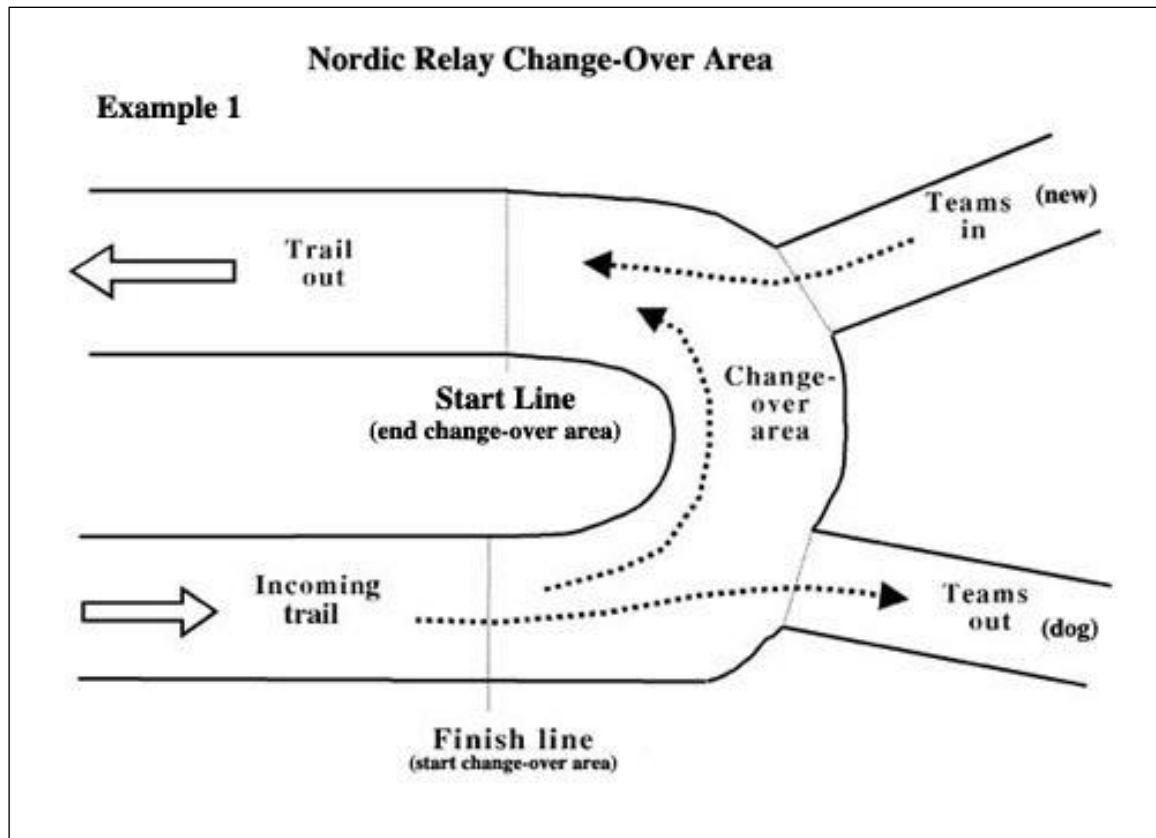 Nordic Relay Change-Over Area
Example 1
Teams (new)
in
Trail
out
Change-
over
area
Start Line
(end change-over area)
Incoming
trail
Teams
out (dog)
Finish line
(start change-over area)